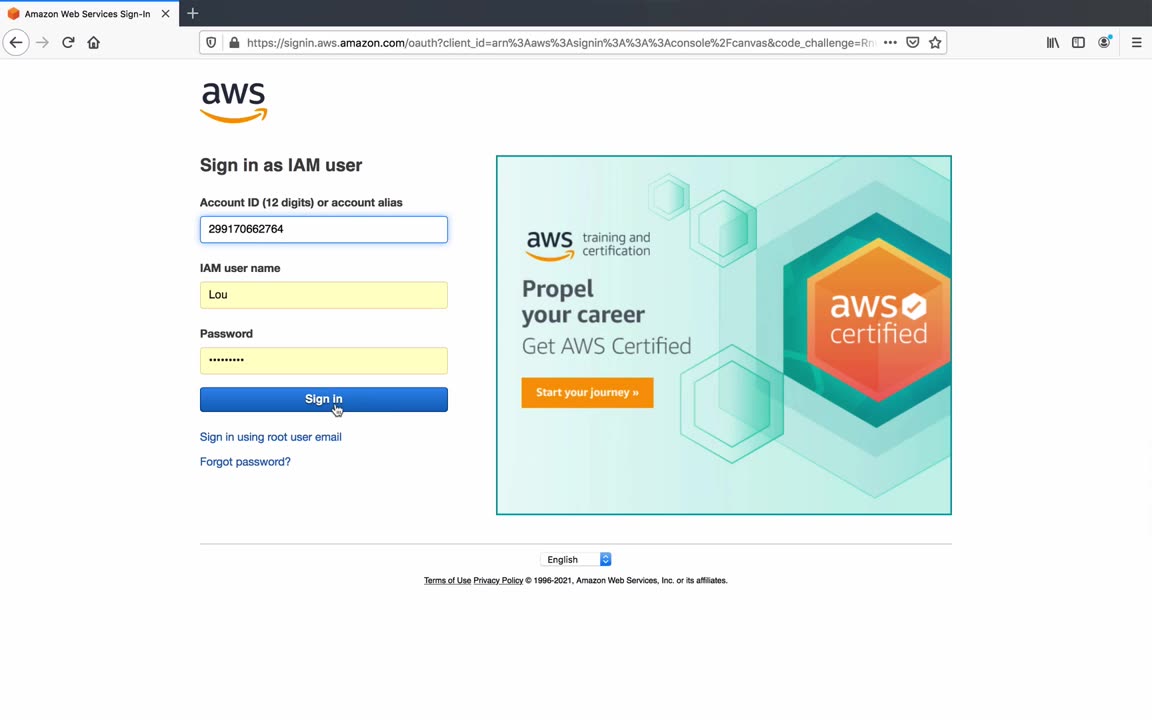 Amazon Web Services Sign-In
https://signin.aws.amazon.com/oauth?client_id=arn%3Aaws%3Asignin%3A%3A%3Aconsole%2Fcanvas&code_challenge=Rn
aws
Sign in as IAM user
Account ID (12 digits) or account alias
299170662764
IAM user name
Lou
Password
•••••••••
Sign in
Sign in using root user email
Forgot password?
aws training and certification
Propel
your career
Get AWS Certified
Start your journey »
aws
certified
English
Terms of Use Privacy Policy © 1996-2021, Amazon Web Services, Inc. or its affiliates.